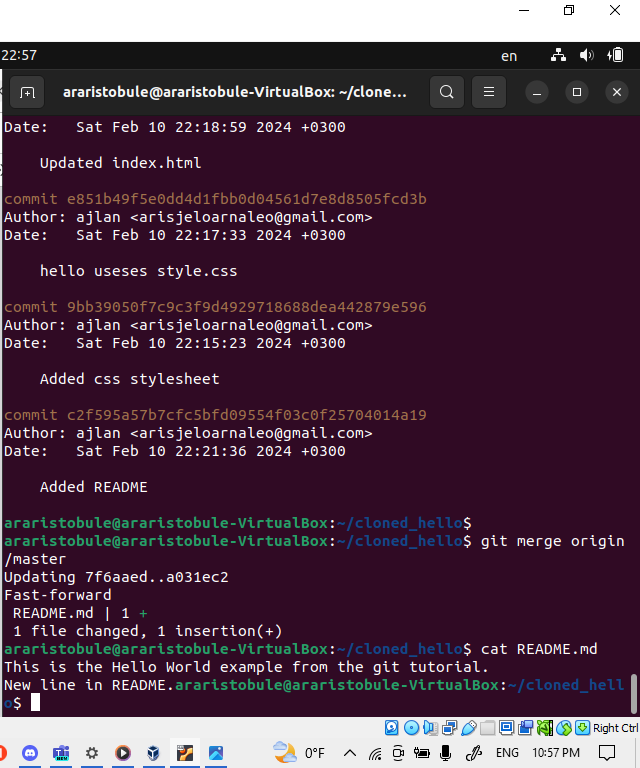 22:57
en
araristobule@araristobule-VirtualBox: ~/clone...
Date:   Sat Feb 10 22:18:59 2024 +0300
    Updated index.html
commit e851b49f5e0dd4d1fbb0d04561d7e8d8505fcd3b
Author: ajlan <arisjeloarnaleo@gmail.com>
Date:   Sat Feb 10 22:17:33 2024 +0300
    hello useses style.css
commit 9bb39050f7c9c3f9d4929718688dea442879e596
Author: ajlan <arisjeloarnaleo@gmail.com>
Date:   Sat Feb 10 22:15:23 2024 +0300
    Added css stylesheet
commit c2f595a57b7cfc5bfd09554f03c0f25704014a19
Author: ajlan <arisjeloarnaleo@gmail.com>
Date:   Sat Feb 10 22:21:36 2024 +0300
    Added README
araristobule@araristobule-VirtualBox:~/cloned_hello$
araristobule@araristobule-VirtualBox:~/cloned_hello$ git merge origin
/master
Updating 7f6aaed..a031ec2
Fast-forward
 README.md | 1 +
 1 file changed, 1 insertion(+)
araristobule@araristobule-VirtualBox:~/cloned_hello$ cat README.md
This is the Hello World example from the git tutorial.
New line in README.araristobule@araristobule-VirtualBox:~/cloned_hell
o$
Right Ctrl
0°F
ENG
10:57 PM